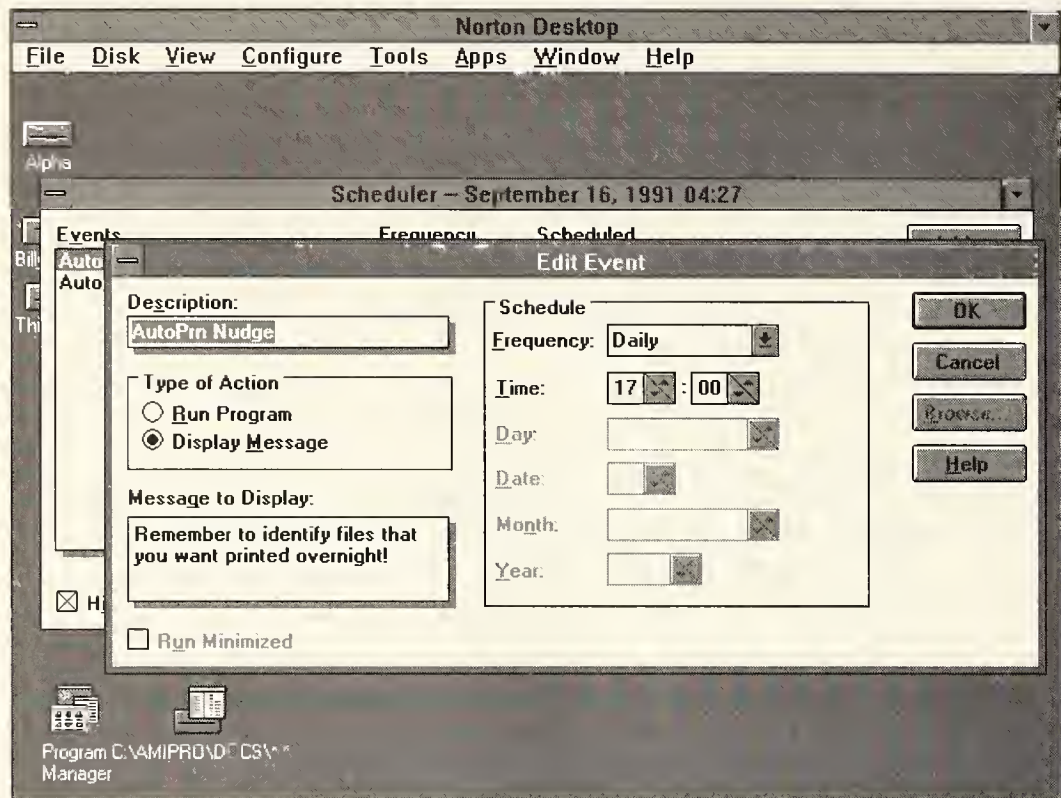 Norton Desktop
File Disk View Configure Tools Apps Window Help
Alpha
Scheduler – September 16, 1991 04:27
Events Frequency Scheduled
Auto
Auto
Edit Event
Description:
AutoPrn Nudge
Type of Action
Run Program
Display Message
Message to Display:
Remember to identify files that
you want printed overnight!
Run Minimized
Schedule
Frequency: Daily
Time: 17 : 00
Day:
Date:
Month:
Year:
OK
Cancel
Browse...
Help
Program
Manager